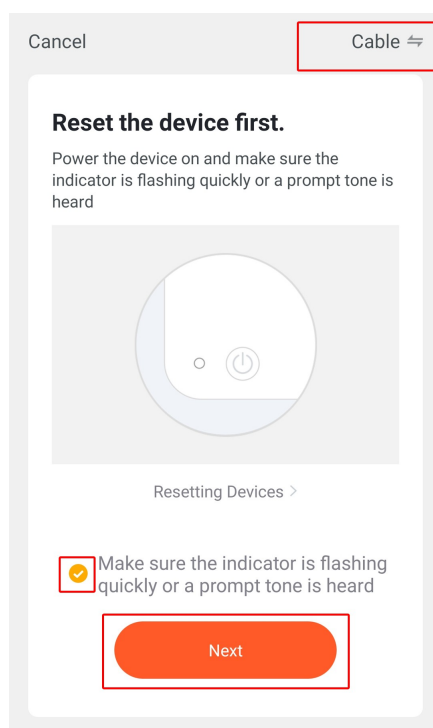 Cancel
Cable ⇋
Reset the device first.
Power the device on and make sure the
indicator is flashing quickly or a prompt tone is
heard
Resetting Devices >
Make sure the indicator is flashing
quickly or a prompt tone is heard
Next